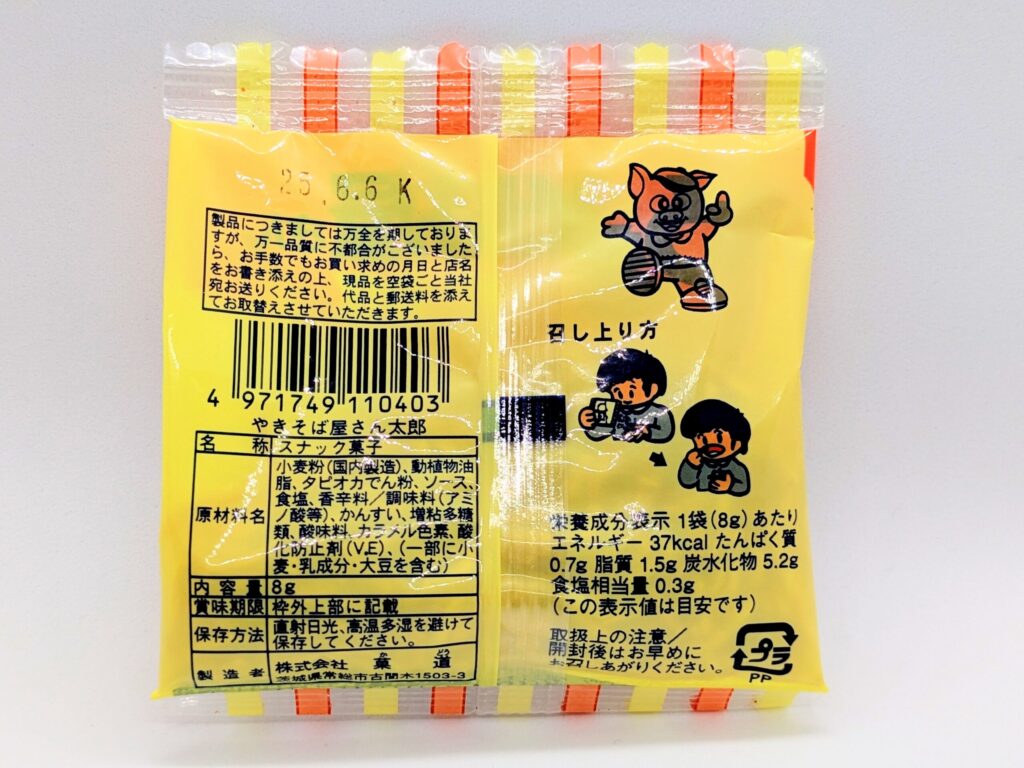 25.6.6 K
製品につきましては万全を期しておりま
すが、万一品質に不都合がございました
ら、お手数でもお買い求めの月日と店名
をお書き添えの上、現品を空袋ごと当社
宛お送りください。代品と郵送料を添え
てお取替えさせていただきます。
4 971749 110403
やきそば屋さん太郎
名称 スナック菓子
原材料名
小麦粉(国内製造)、動植物油
脂、タピオカでん粉、ソース、
食塩、香辛料/調味料(アミ
ノ酸等)、かんすい、増粘多糖
類、酸味料、カラメル色素、酸
化防止剤(V.E)、(一部に小
麦・乳成分・大豆を含む)
内容量 8g
賞味期限 枠外上部に記載
保存方法
直射日光、高温多湿を避けて
保存してください。
製造者
株式会社 菓道
か どう
茨城県常総市古間木1503-3
召し上り方
栄養成分表示 1袋(8g)あたり
エネルギー 37kcal たんぱく質
0.7g 脂質 1.5g 炭水化物 5.2g
食塩相当量 0.3g
(この表示値は目安です)
取扱上の注意/
開封後はお早めに
お召しあがりください。
プラ
PP